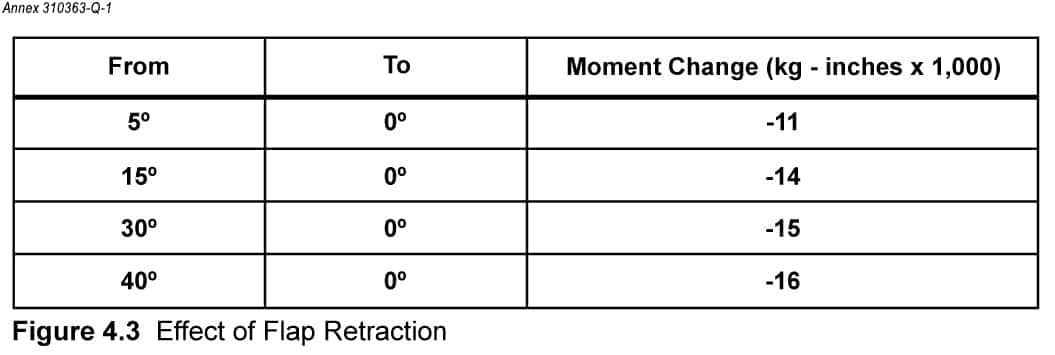 Annex 310363-Q-1
From To Moment Change (kg - inches x 1,000)
5º 0º -11
15º 0º -14
30º 0º -15
40º 0º -16
Figure 4.3 Effect of Flap Retraction